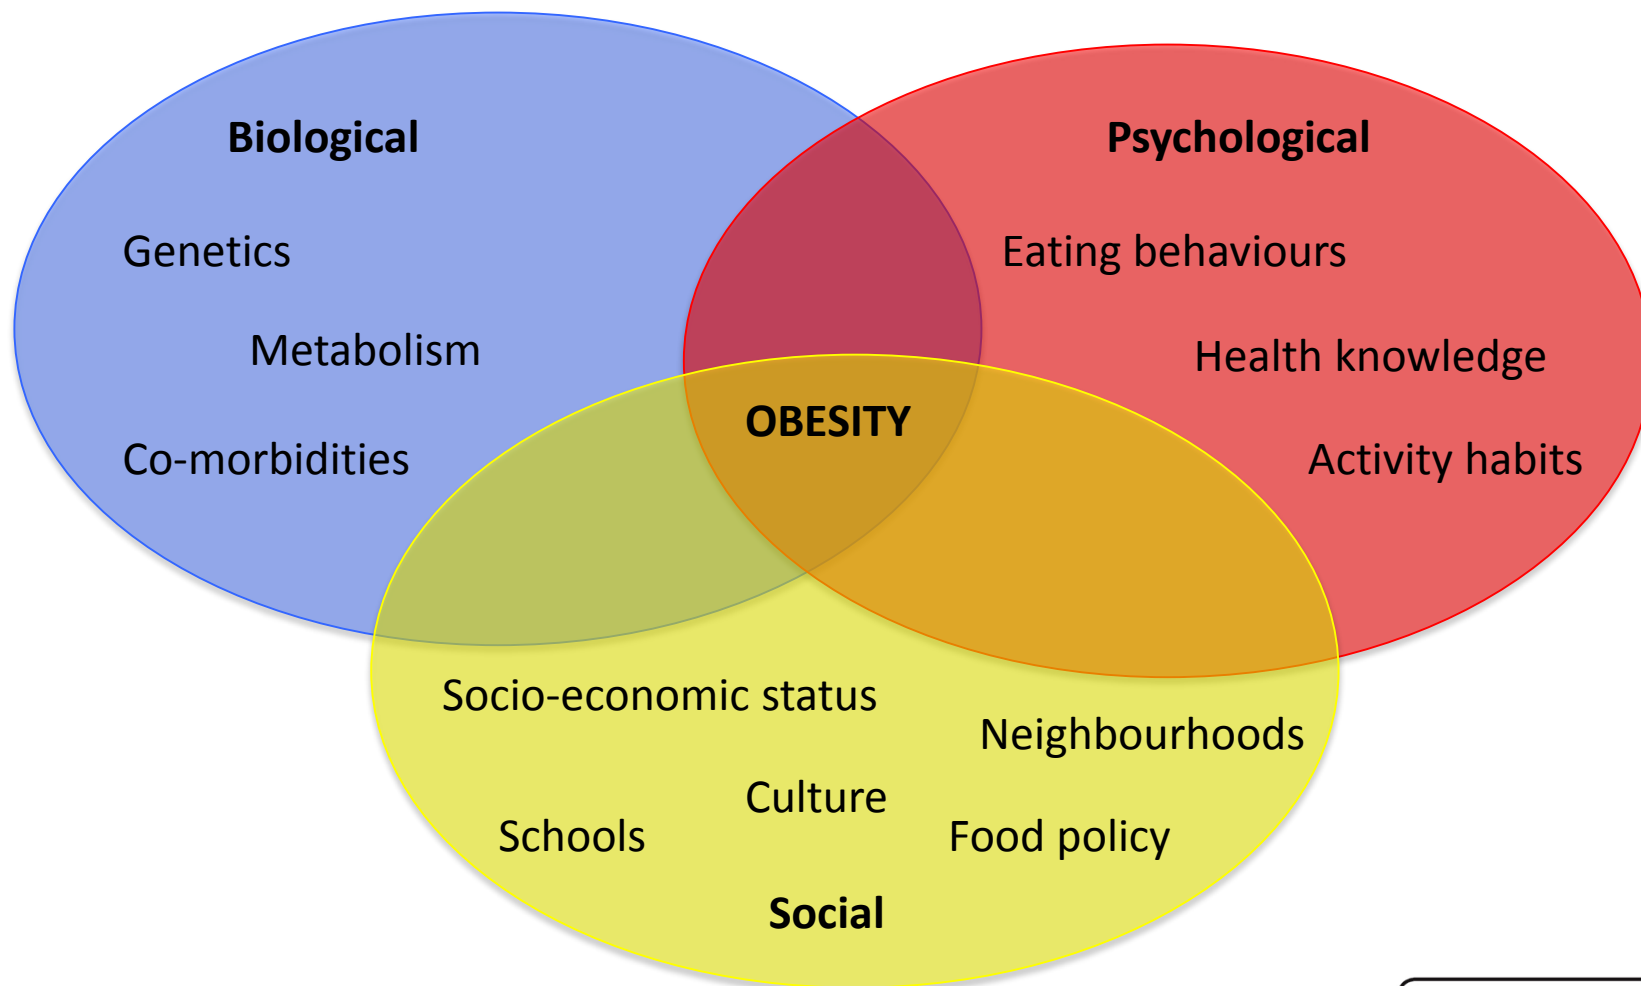 Biological
Genetics
Metabolism
Co-morbidities
Psychological
Eating behaviours
Health knowledge
Activity habits
OBESITY
Socio-economic status
Neighbourhoods
Culture
Schools
Food policy
Social